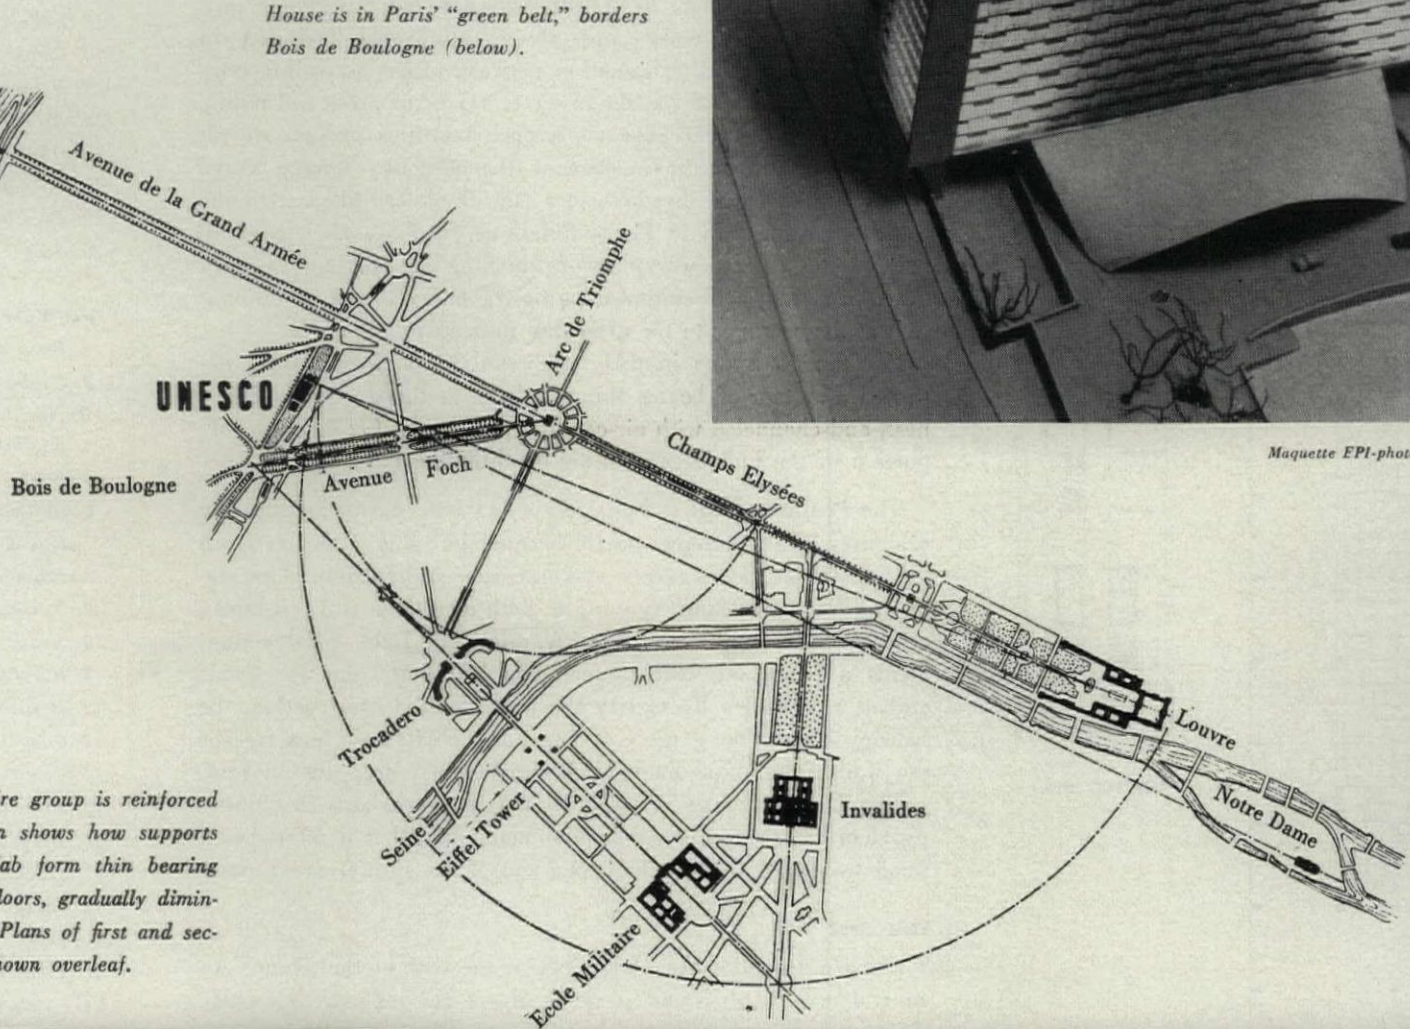 House is in Paris' “green belt,” borders
Bois de Boulogne (below).
Avenue de la Grand Armée
Arc de Triomphe
UNESCO
Champs Elysées
Maquette EPI-phot
Bois de Boulogne
Avenue Foch
Trocadero
Louvre
Seine
Eiffel Tower
Invalides
Notre Dame
Ecole Militaire
re group is reinforced
shows how supports
ab form thin bearing
loors, gradually dimin-
Plans of first and sec-
own overleaf.